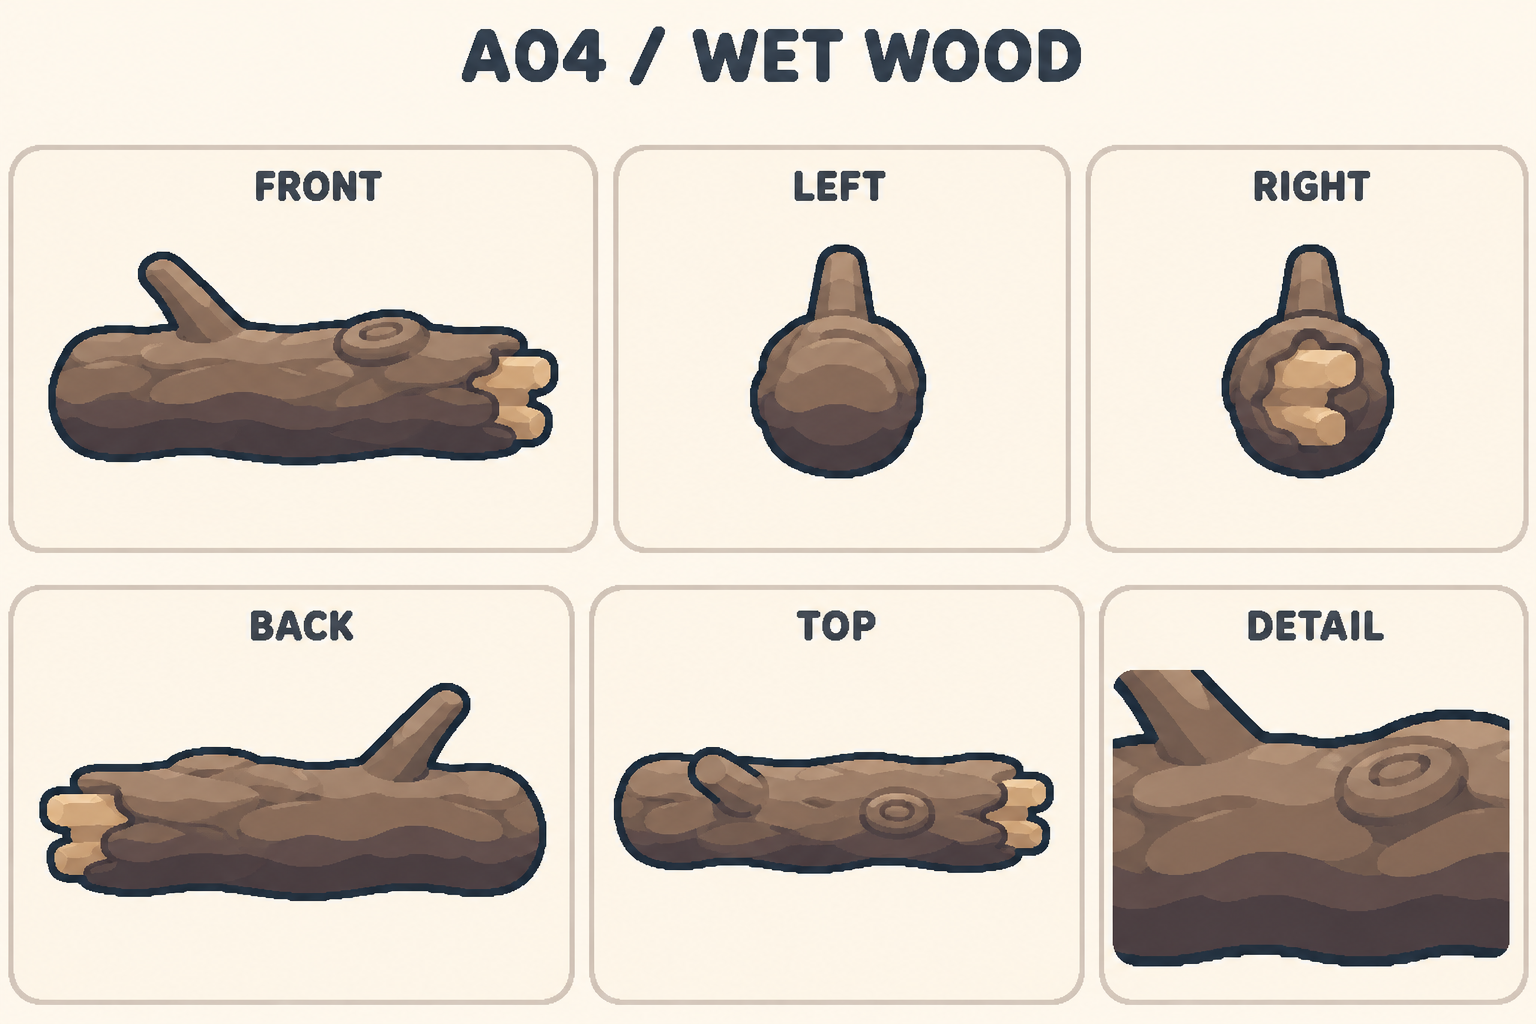 A04 / WET WOOD
FRONT
LEFT
RIGHT
BACK
TOP
DETAIL